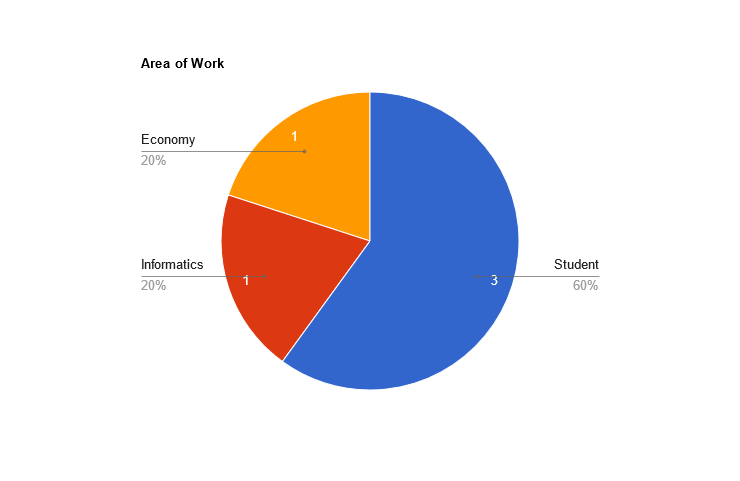 Area of Work
1
Economy
20%
Informatics
20%
1
Student
60%
3